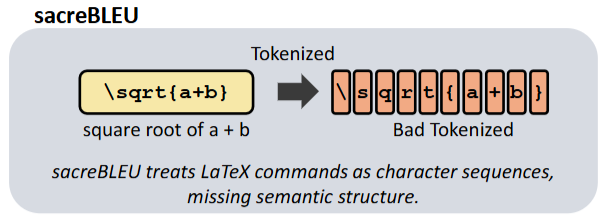 sacreBLEU
Tokenized
\sqrt{a+b}
\ s q r t { a + b }
square root of a + b
Bad Tokenized
sacreBLEU treats LaTeX commands as character sequences,
missing semantic structure.